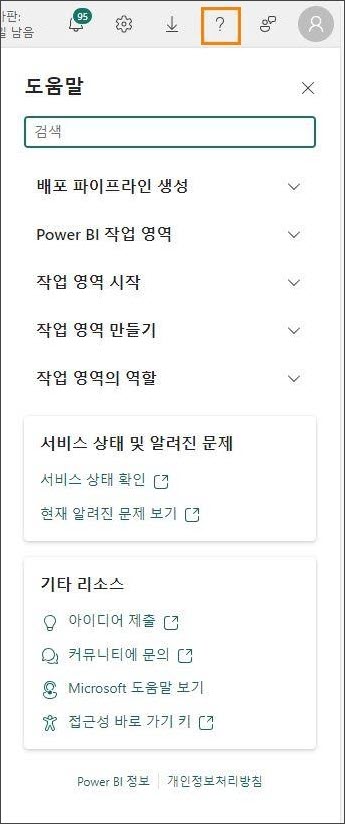 가판:
일 남음
95
?
도움말
검색
배포 파이프라인 생성
Power BI 작업 영역
작업 영역 시작
작업 영역 만들기
작업 영역의 역할
서비스 상태 및 알려진 문제
서비스 상태 확인
현재 알려진 문제 보기
기타 리소스
아이디어 제출
커뮤니티에 문의
Microsoft 도움말 보기
접근성 바로 가기 키
Power BI 정보 개인정보처리방침